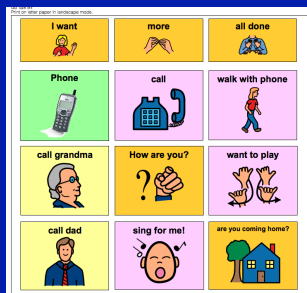 Print on letter paper in landscape mode.
I want
more
all done
Phone
call
walk with phone
call grandma
How are you?
want to play
call dad
sing for me!
are you coming home?